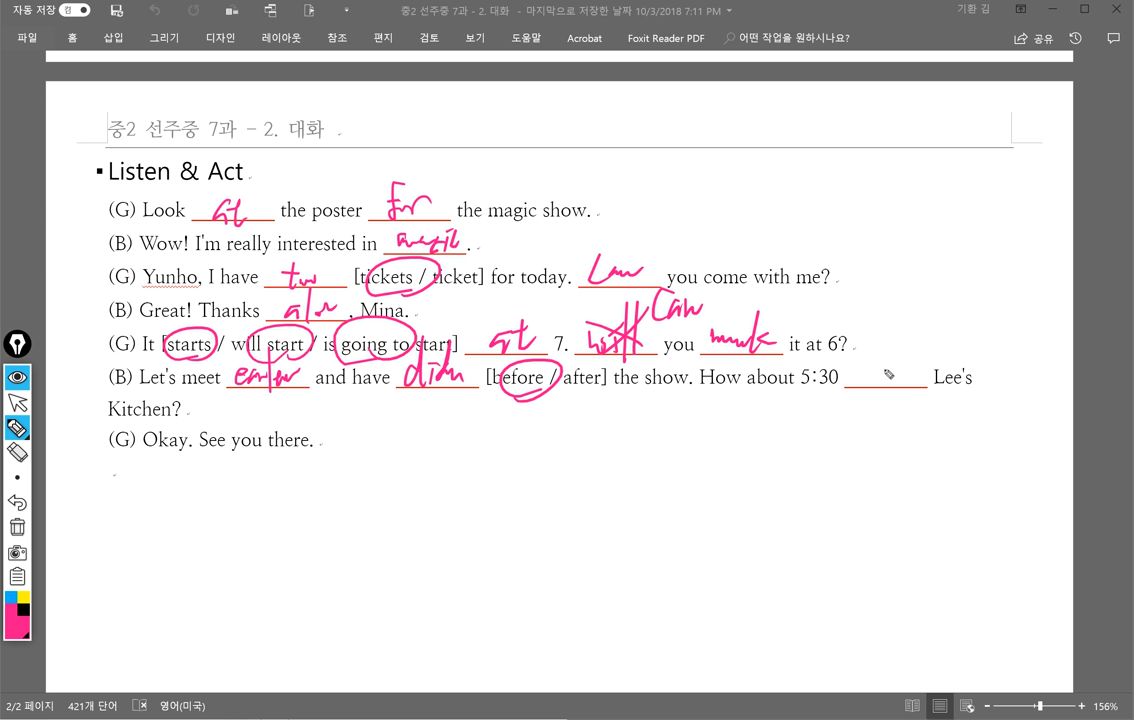 자동 저장 컴 중2 선주중 7과 - 2. 대화 - 마지막으로 저장한 날짜 10/3/2018 7:11 PM 기환 김
파일 홈 삽입 그리기 디자인 레이아웃 참조 편지 검토 보기 도움말 Acrobat Foxit Reader PDF 어떤 작업을 원하시나요? 공유
중2 선주중 7과 - 2. 대화
▪ Listen & Act
(G) Look at the poster for the magic show.
(B) Wow! I'm really interested in magic.
(G) Yunho, I have two [tickets / ticket] for today. Can you come with me?
(B) Great! Thanks a lot, Mina.
(G) It [starts / will start / is going to start] at 7. Can you make it at 6?
(B) Let's meet earlier and have dinner [before / after] the show. How about 5:30 ________ Lee's
Kitchen?
(G) Okay. See you there.
2/2 페이지 421개 단어 영어(미국) 156%